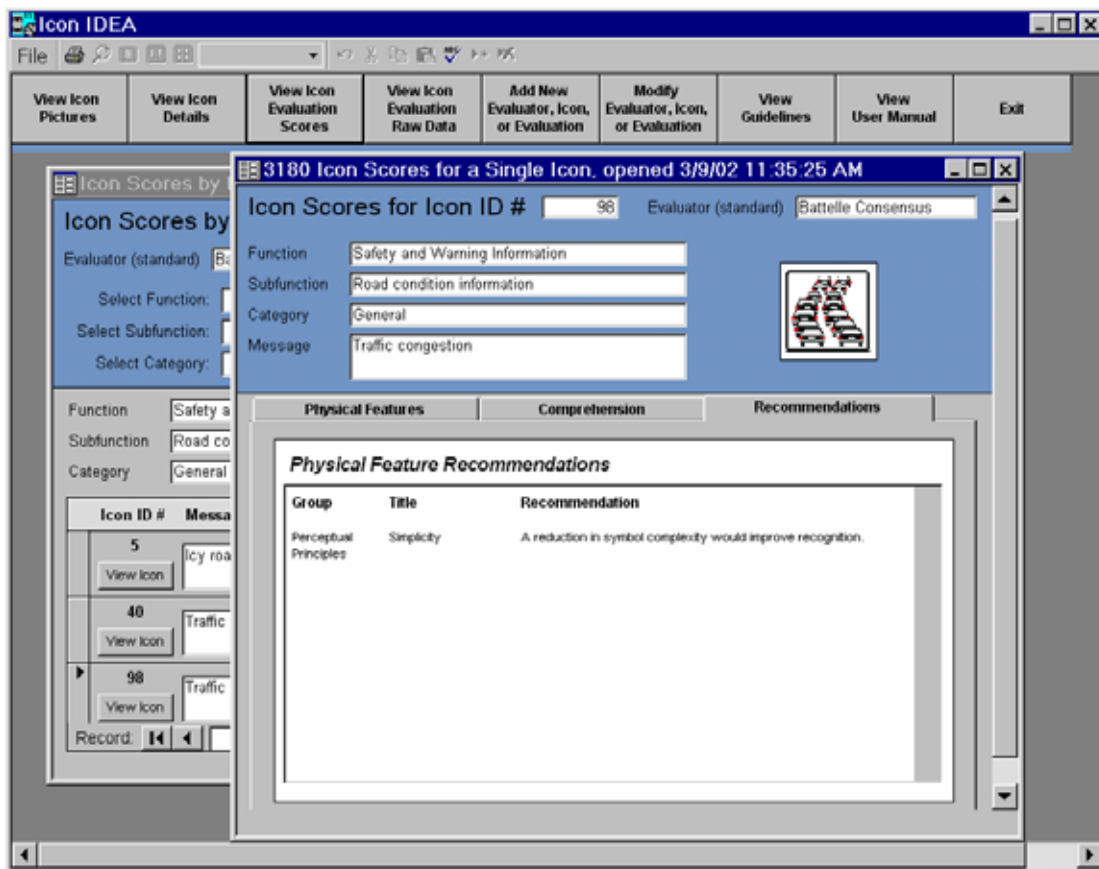 Icon IDEA
File
View Icon Pictures
View Icon Details
View Icon Evaluation Scores
View Icon Evaluation Raw Data
Add New Evaluator, Icon, or Evaluation
Modify Evaluator, Icon, or Evaluation
View Guidelines
View User Manual
Exit
Icon Scores by
Icon Scores by
Evaluator (standard)
Select Function:
Select Subfunction:
Select Category:
Function Safety a
Subfunction Road co
Category General
Icon ID # Messa
5 Icy roa
View Icon
40 Traffic
View Icon
98 Traffic
View Icon
Record:
3180 Icon Scores for a Single Icon, opened 3/9/02 11:35:25 AM
Icon Scores for Icon ID # 98 Evaluator (standard) Battelle Consensus
Function Safety and Warning Information
Subfunction Road condition information
Category General
Message Traffic congestion
Physical Features Comprehension Recommendations
Physical Feature Recommendations
Group Title Recommendation
Perceptual Simplicity A reduction in symbol complexity would improve recognition.
Principles